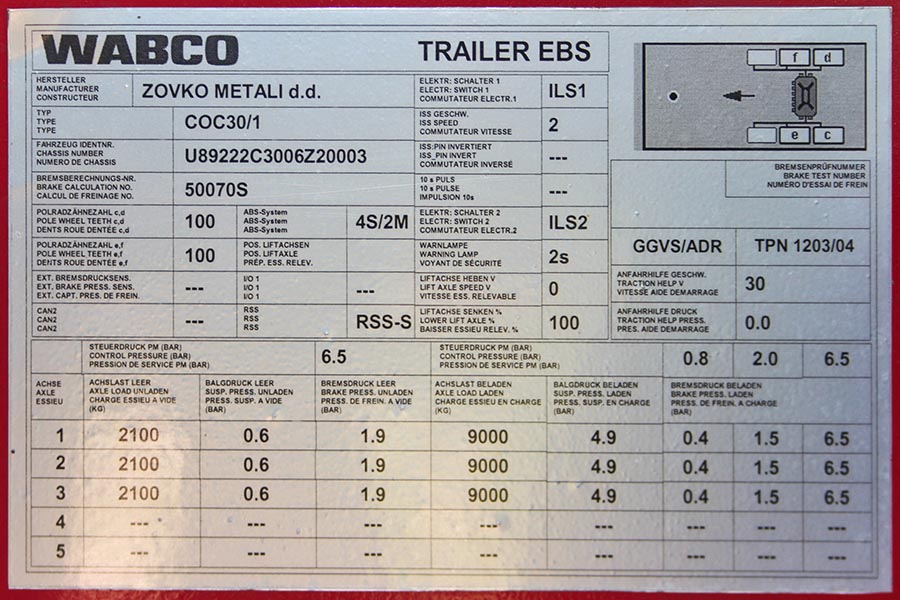 WABCO TRAILER EBS
HERSTELLER
MANUFACTURER
CONSTRUCTEUR
ZOVKO METALI d.d.
ELEKTR: SCHALTER 1
ELECTR: SWITCH 1
COMMUTATEUR ELECTR.1
ILS1
TYP
TYPE
TYPE
COC30/1
ISS GESCHW.
ISS SPEED
COMMUTATEUR VITESSE
2
FAHRZEUG IDENTNR.
CHASSIS NUMBER
NUMERO DE CHASSIS
U89222C3006Z20003
ISS:PIN INVERTIERT
ISS_PIN INVERT
COMMUTATEUR INVERSÉ
---
BREMSBERECHNUNGS-NR.
BRAKE CALCULATION NO.
CALCUL DE FREINAGE NO.
50070S
10 s PULS
10 s PULSE
IMPULSION 10s
---
POLRADZÄHNEZAHL c,d
POLE WHEEL TEETH c,d
DENTS ROUE DENTÉE c,d
100
ABS-System
ABS-System
ABS-System
4S/2M
ELEKTR: SCHALTER 2
ELECTR: SWITCH 2
COMMUTATEUR ELECTR.2
ILS2
POLRADZÄHNEZAHL e,f
POLE WHEEL TEETH e,f
DENTS ROUE DENTÉE e,f
100
POS. LIFTACHSEN
POS. LIFTAXLE
PRÉP. ESS. RELEV.
WARNLAMPE
WARNING LAMP
VOYANT DE SÉCURITÉ
2s
EXT. BREMSDRUCKSENS.
EXT. BRAKE PRESS. SENS.
EXT. CAPT. PRES. DE FREIN.
---
I/O 1
I/O 1
I/O 1
---
LIFTACHSE HEBEN V
LIFT AXLE SPEED V
VITESSE ESS. RELEVABLE
0
CAN2
CAN2
CAN2
---
RSS
RSS
RSS
RSS-S
LIFTACHSE SENKEN %
LOWER LIFT AXLE %
BAISSER ESSIEU RELEV. %
100
f d
e c
BREMSENPRÜFNUMMER
BRAKE TEST NUMBER
NUMÉRO D'ESSAI DE FREIN
GGVS/ADR TPN 1203/04
ANFAHRHILFE GESCHW.
TRACTION HELP V
VITESSE AIDE DEMARRAGE
30
ANFAHRHILFE DRUCK
TRACTION HELP PRESS.
PRES. AIDE DEMARRAGE
0.0
STEUERDRUCK PM (BAR)
CONTROL PRESSURE (BAR)
PRESSION DE SERVICE PM (BAR)
6.5
STEUERDRUCK PM (BAR)
CONTROL PRESSURE (BAR)
PRESSION DE SERVICE PM (BAR)
0.8 2.0 6.5
ACHSE
AXLE
ESSIEU
ACHSLAST LEER
AXLE LOAD UNLADEN
CHARGE ESSIEU A VIDE
(KG)
BALGDRUCK LEER
SUSP. PRESS. UNLADEN
PRESS. SUSP. A VIDE
(BAR)
BREMSDRUCK LEER
BRAKE PRESS. UNLADEN
PRESS. DE FREIN. A VIDE
(BAR)
ACHSLAST BELADEN
AXLE LOAD LADEN
CHARGE ESSIEU EN CHARGE
(KG)
BALGDRUCK BELADEN
SUSP. PRESS. LADEN
PRESS. SUSP. EN CHARGE
(BAR)
BREMSDRUCK BELADEN
BRAKE PRESS. LADEN
PRESS. DE FREIN. A CHARGE
(BAR)
1 2100 0.6 1.9 9000 4.9 0.4 1.5 6.5
2 2100 0.6 1.9 9000 4.9 0.4 1.5 6.5
3 2100 0.6 1.9 9000 4.9 0.4 1.5 6.5
4 --- --- --- --- --- --- --- ---
5 --- --- --- --- --- --- --- ---